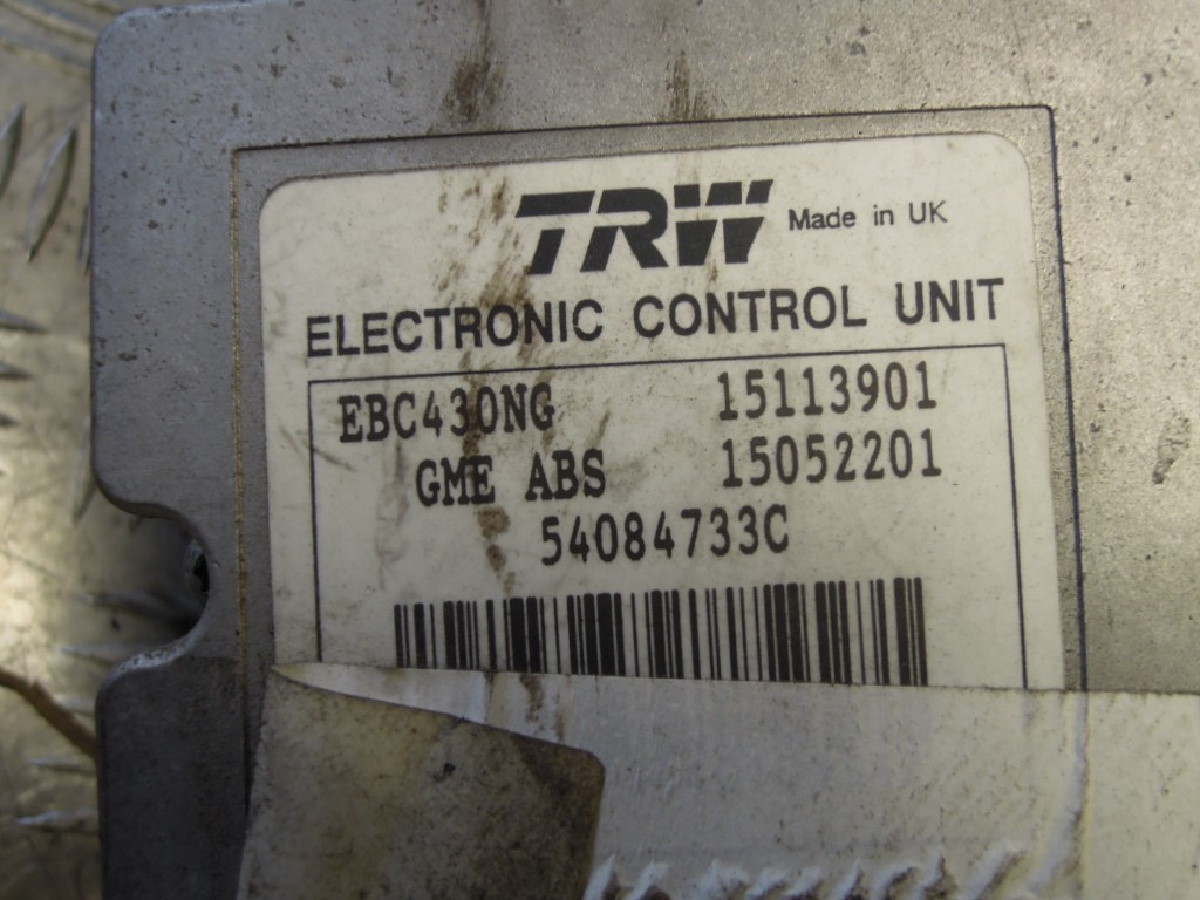 TRW Made in UK
ELECTRONIC CONTROL UNIT
EBC430NG 15113901
GME ABS 15052201
54084733C